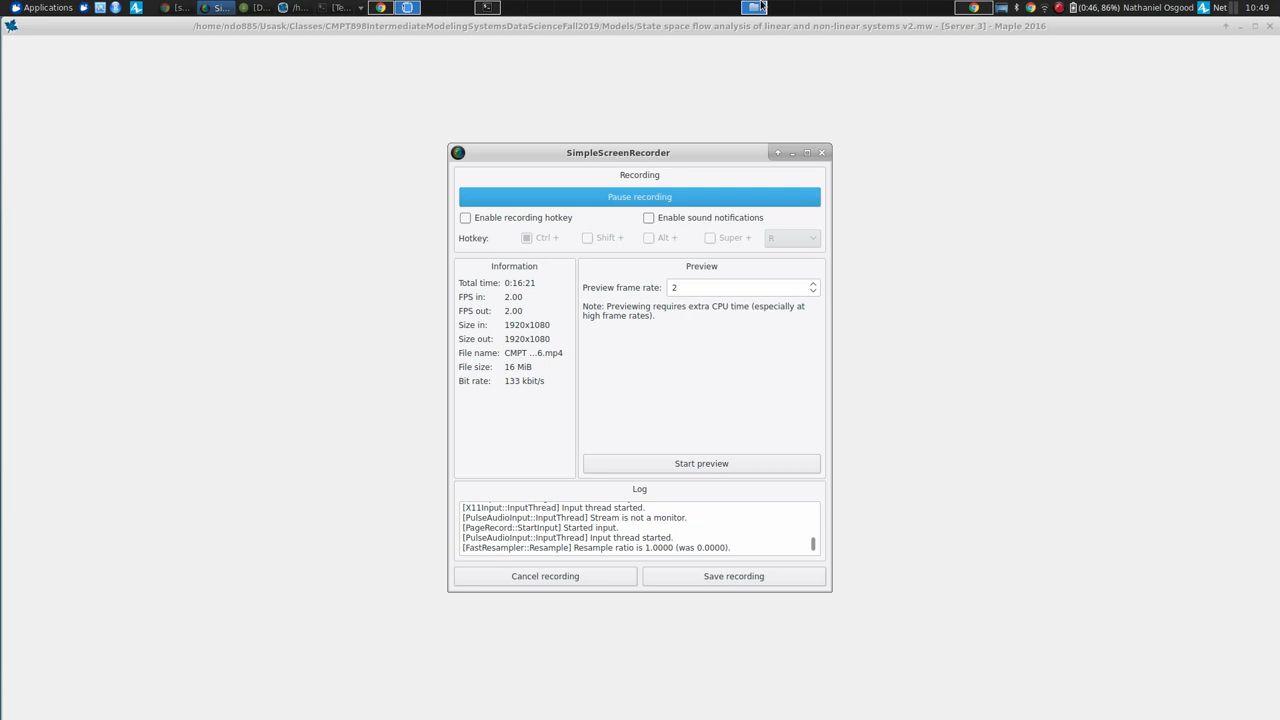 Applications [s... Si... [D... /h... [Te... (0:46, 86%) Nathaniel Osgood Net 10:49
/home/ndo885/Usask/Classes/CMPT898IntermediateModelingSystemsDataScienceFall2019/Models/State space flow analysis of linear and non-linear systems v2.mw - [Server 3] - Maple 2016
SimpleScreenRecorder
Recording
Pause recording
Enable recording hotkey Enable sound notifications
Hotkey: Ctrl + Shift + Alt + Super + R
Information
Total time: 0:16:21
FPS in: 2.00
FPS out: 2.00
Size in: 1920x1080
Size out: 1920x1080
File name: CMPT ...6.mp4
File size: 16 MiB
Bit rate: 133 kbit/s
Preview
Preview frame rate: 2
Note: Previewing requires extra CPU time (especially at
high frame rates).
Start preview
Log
[X11Input::InputThread] Input thread started.
[PulseAudioInput::InputThread] Stream is not a monitor.
[PageRecord::StartInput] Started input.
[PulseAudioInput::InputThread] Input thread started.
[FastResampler::Resample] Resample ratio is 1.0000 (was 0.0000).
Cancel recording Save recording